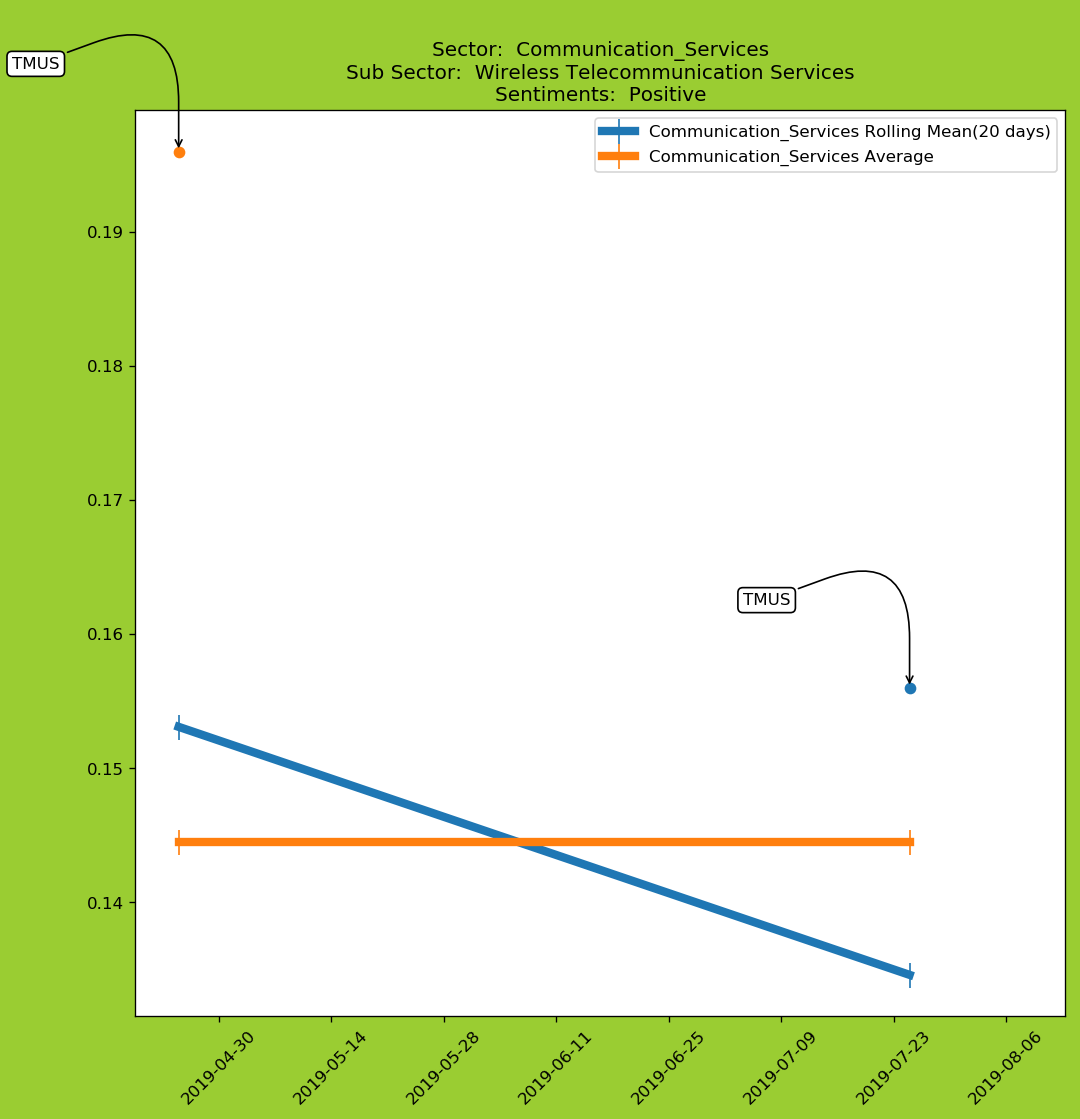 TMUS
Sector:  Communication_Services
Sub Sector:  Wireless Telecommunication Services
Sentiments:  Positive
Communication_Services Rolling Mean(20 days)
Communication_Services Average
0.19
0.18
0.17
TMUS
0.16
0.15
0.14
2019-04-30
2019-05-14
2019-05-28
2019-06-11
2019-06-25
2019-07-09
2019-07-23
2019-08-06